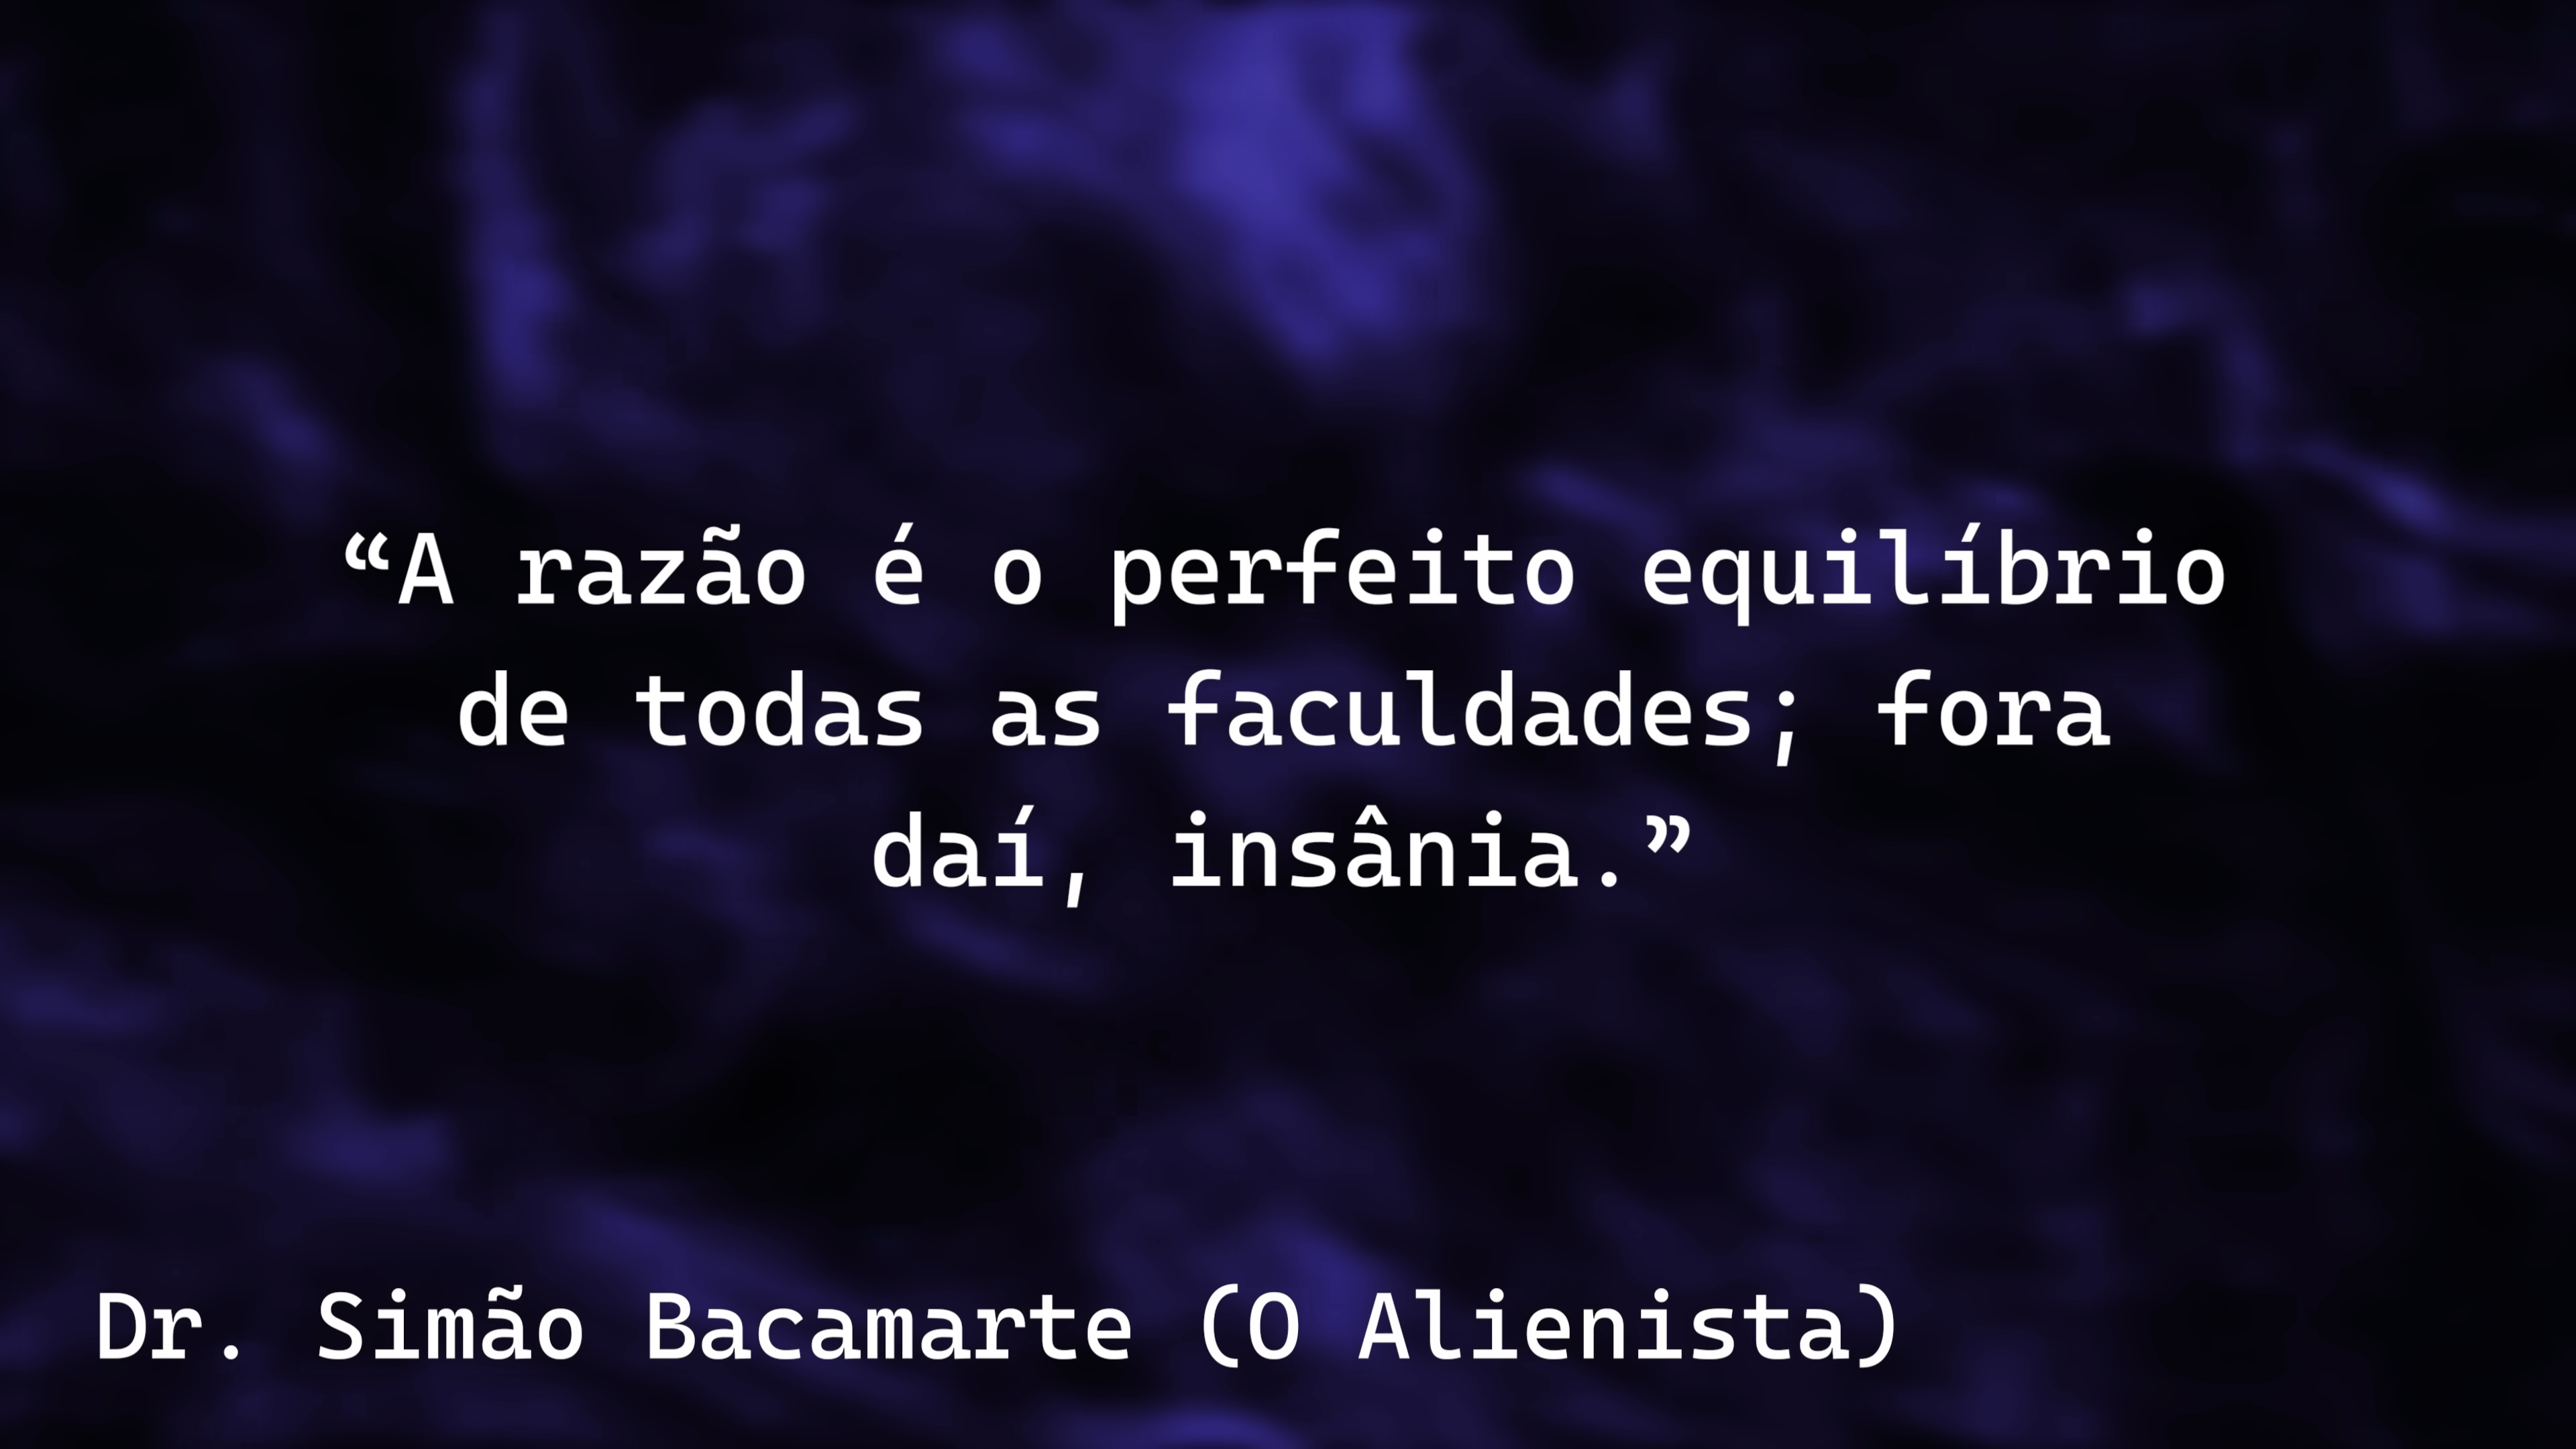 “A razão é o perfeito equilíbrio
de todas as faculdades; fora
daí, insânia.”
Dr. Simão Bacamarte (O Alienista)